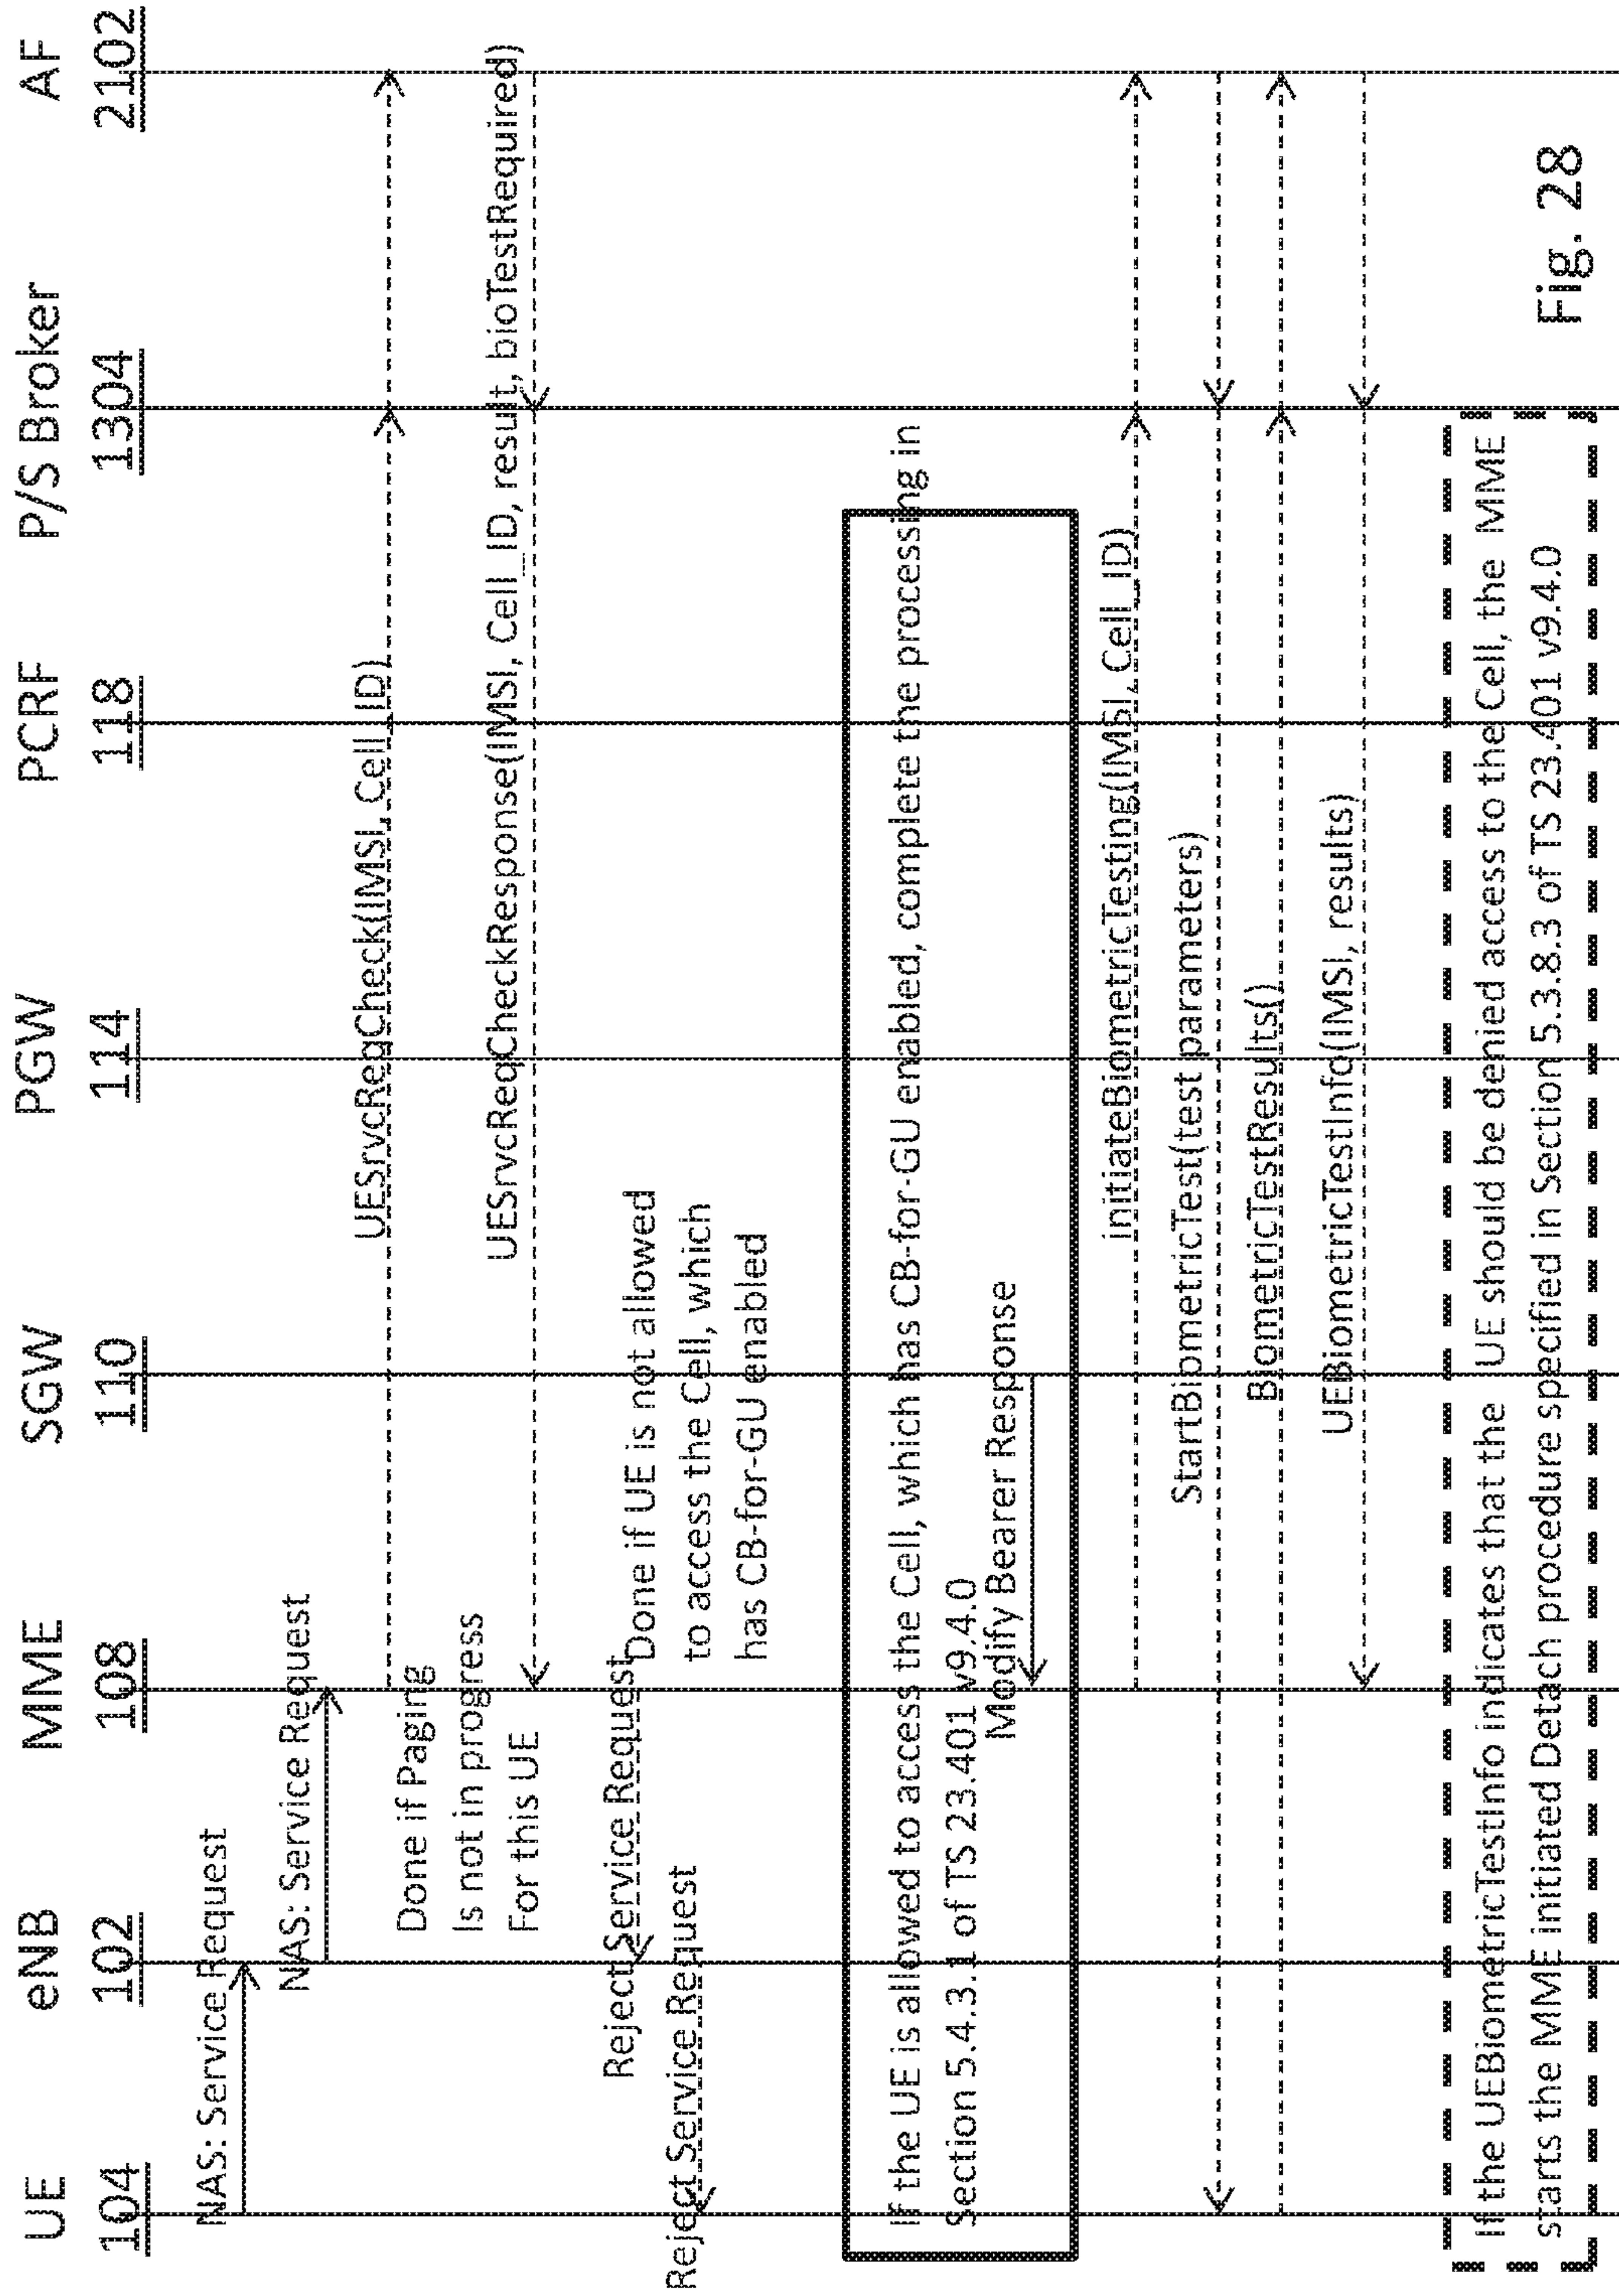 UE
eNB
MME
SGW
PGW
PCRF
P/S Broker
AF
104
102
108
110
114
118
1304
2102
NAS: Service Request
NAS: Service Request
UESrvcReqCheck(IMSI, Cell_ID)
Done if Paging
Is not in progress
For this UE
UESrvcReqCheckResponse(IMSI, Cell_ID, result, bioTestRequired)
Reject Service Request
Done if UE is not allowed
to access the Cell, which
has CB-for-GU enabled
Reject Service Request
If the UE is allowed to access the Cell, which has CB-for-GU enabled, complete the processing in
Section 5.4.3.1 of TS 23.401 v9.4.0
Modify Bearer Response
InitiateBiometricTesting(IMSI, Cell_ID)
StartBiometricTest(test parameters)
BiometricTestResults()
UEBiometricTestInfo(IMSI, results)
If the UEBiometricTestInfo indicates that the UE should be denied access to the Cell, the MME
starts the MME initiated Detach procedure specified in Section 5.3.8.3 of TS 23.401 v9.4.0
Fig. 28